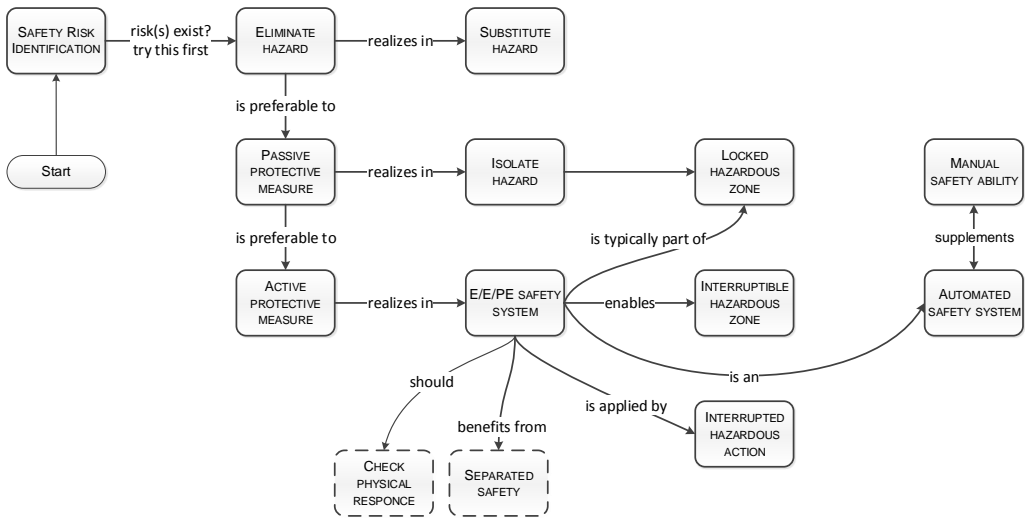 SAFETY RISK
IDENTIFICATION
risk(s) exist?
try this first
ELIMINATE
HAZARD
realizes in
SUBSTITUTE
HAZARD
is preferable to
Start
PASSIVE
PROTECTIVE
MEASURE
realizes in
ISOLATE
HAZARD
LOCKED
HAZARDOUS
ZONE
MANUAL
SAFETY ABILITY
is preferable to
is typically part of
supplements
ACTIVE
PROTECTIVE
MEASURE
realizes in
E/E/PE SAFETY
SYSTEM
enables
INTERRUPTIBLE
HAZARDOUS
ZONE
AUTOMATED
SAFETY SYSTEM
is an
should
is applied by
benefits from
INTERRUPTED
HAZARDOUS
ACTION
CHECK
PHYSICAL
RESPONCE
SEPARATED
SAFETY